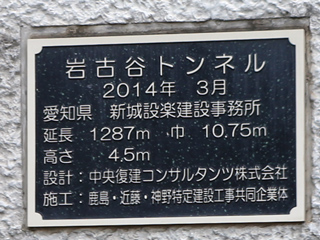 岩古谷トンネル
2014年 3月
愛知県 新城設楽建設事務所
延長 1287m 巾 10.75m
高さ 4.5m
設計：中央復建コンサルタンツ株式会社
施工：鹿島・近藤・神野特定建設工事共同企業体